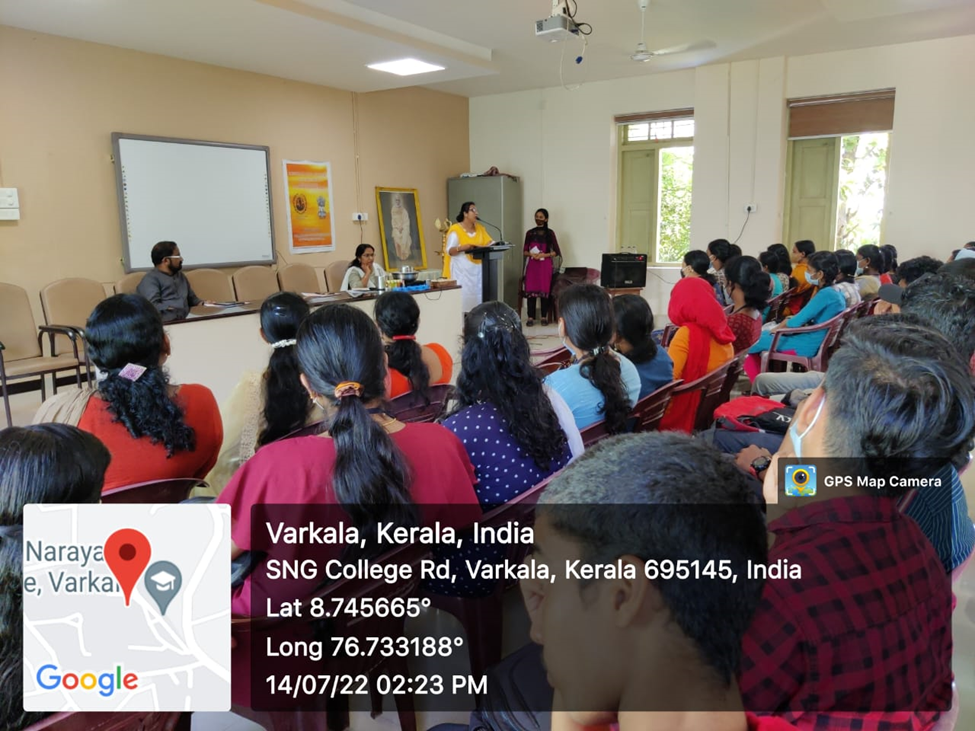 GPS Map Camera
Naraya
e, Varkal
Google
Varkala, Kerala, India
SNG College Rd, Varkala, Kerala 695145, India
Lat 8.745665°
Long 76.733188°
14/07/22 02:23 PM